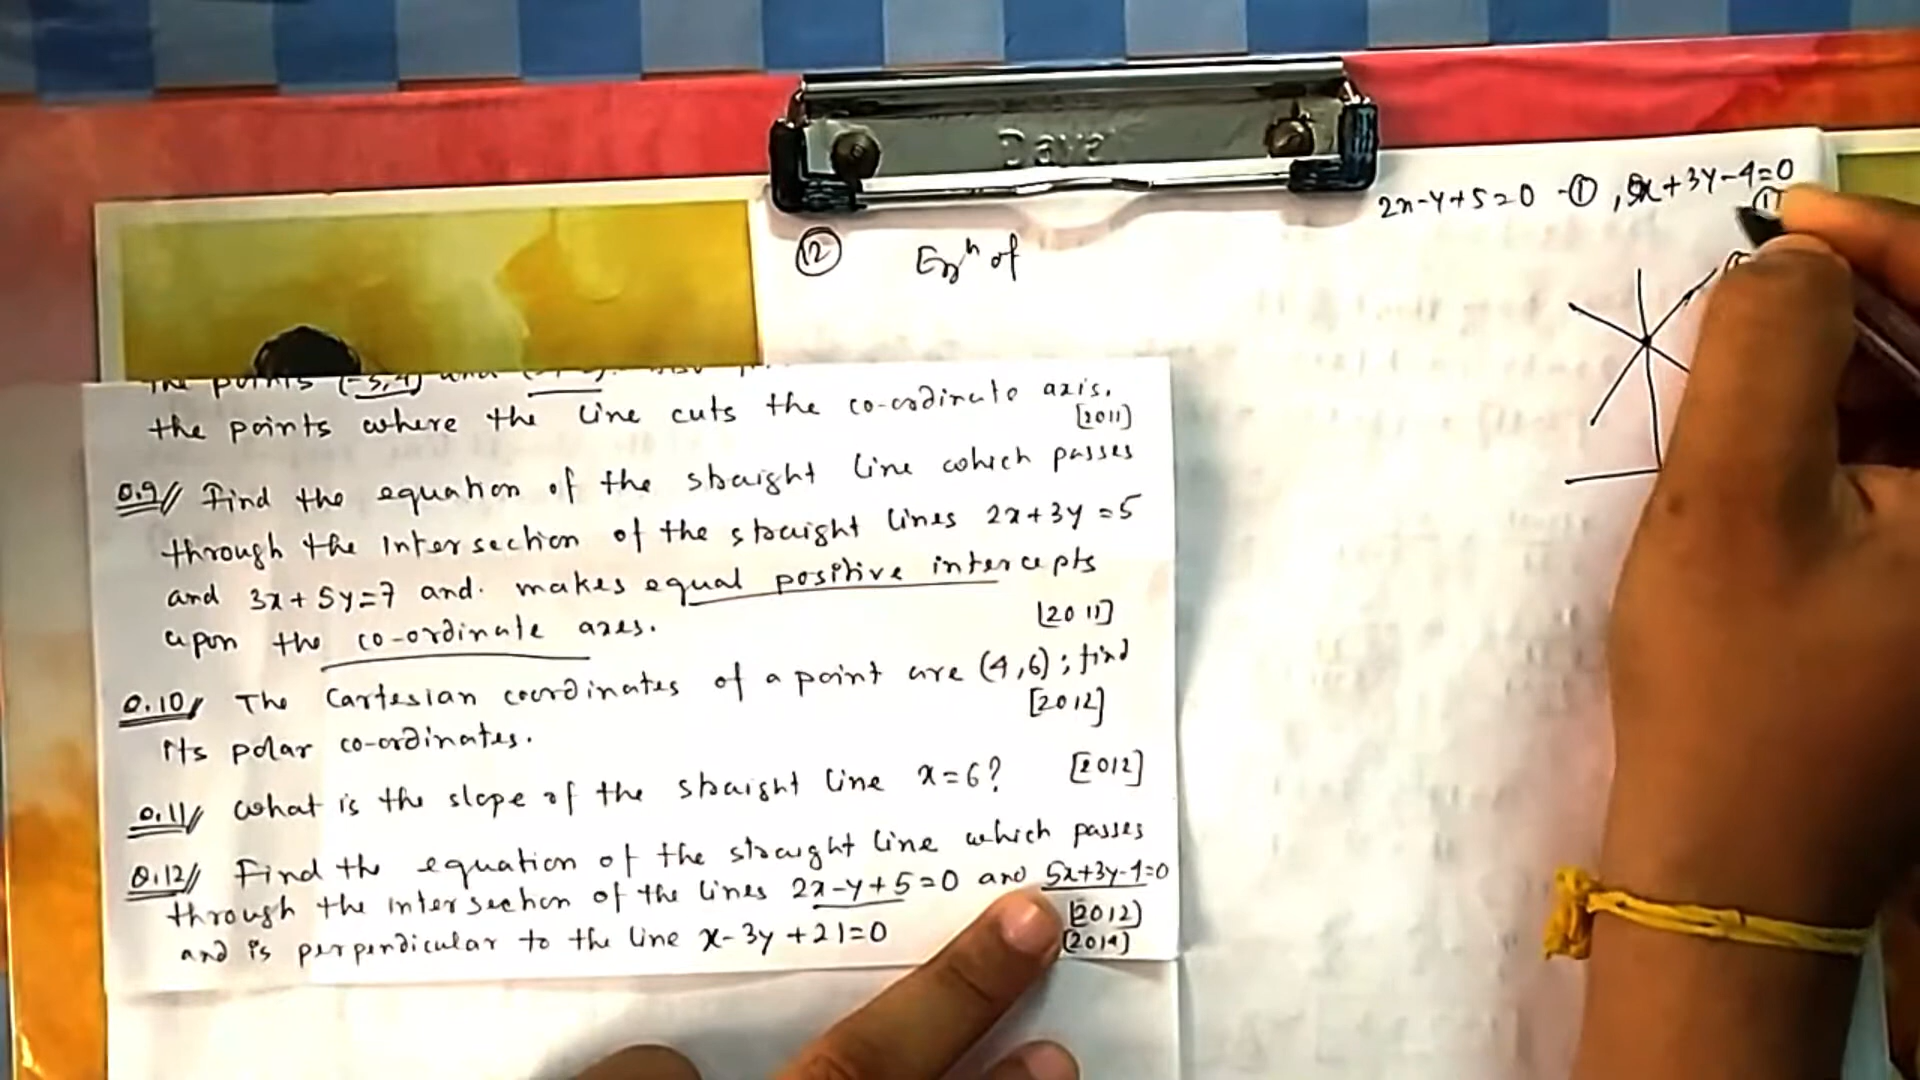 Dave
2x-y+5=0 -①, 5x+3y-4=0
⑫ Eqn of
the points where the line cuts the co-ordinate axis.
[2011]
Q.9// Find the equation of the straight line which passes
through the intersection of the straight lines 2x+3y=5
and 3x+5y=7 and. makes equal positive intercepts
upon the co-ordinate axes.
[2011]
Q.10/ The Cartesian coordinates of a point are (4,6); find
its polar co-ordinates.
[2012]
Q.11// What is the slope of the straight line x=6? [2012]
Q.12// Find the equation of the straight line which passes
through the intersection of the lines 2x-y+5=0 and 5x+3y-4=0
and is perpendicular to the line x-3y+21=0
[2012)
[2014]